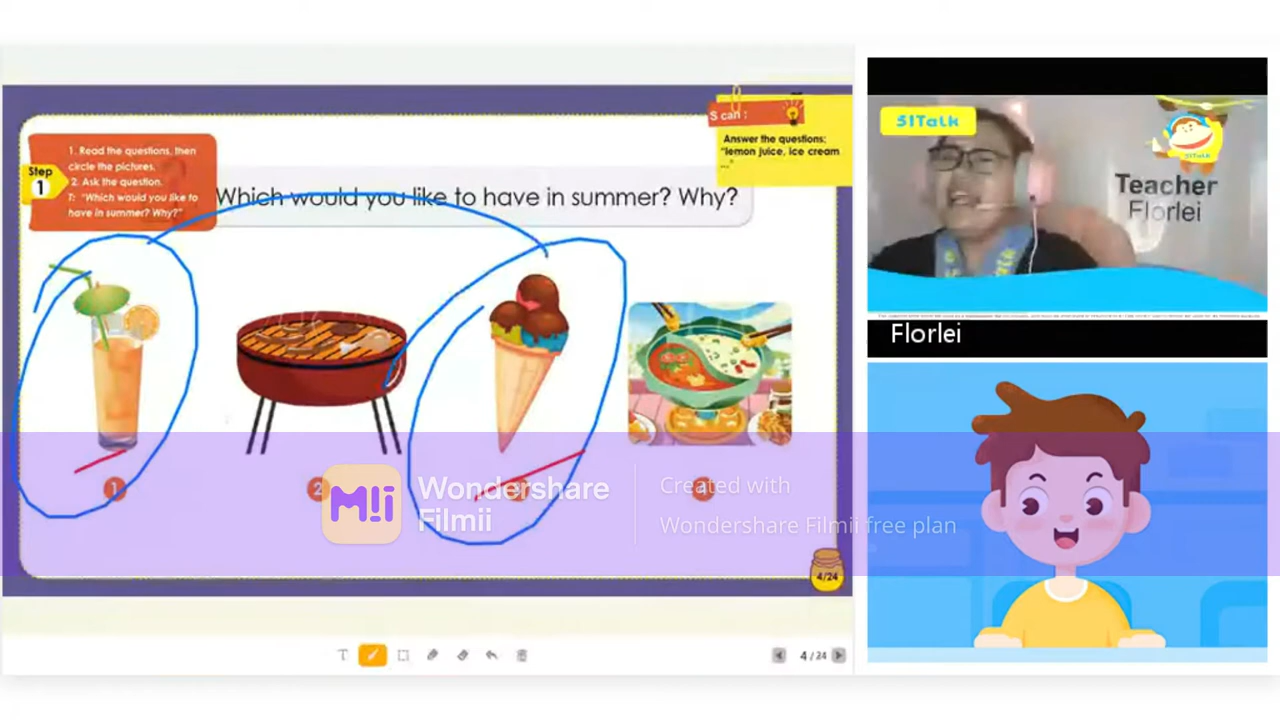 Step
1
1. Read the questions, then
circle the pictures.
2. Ask the question.
T: "Which would you like to
have in summer? Why?"
Which would you like to have in summer? Why?
S can :
Answer the questions:
"lemon juice, ice cream
..."
1
2
4/24
Wondershare
Filmii
Created with
Wondershare Filmii free plan
T
4 / 24
51Talk
51Talk
Teacher
Florlei
Florlei